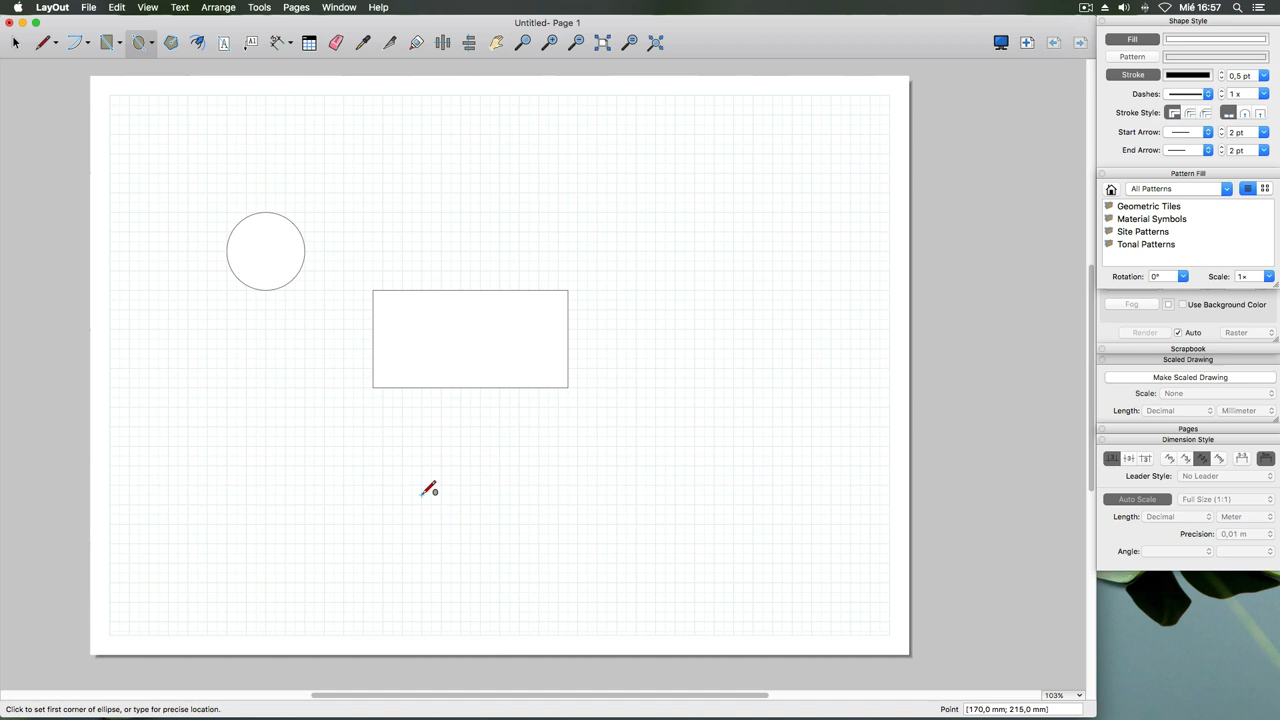 LayOut File Edit View Text Arrange Tools Pages Window Help
Mié 16:57
Untitled- Page 1
Shape Style
Fill
Pattern
Stroke 0,5 pt
Dashes: 1 x
Stroke Style:
Start Arrow: 2 pt
End Arrow: 2 pt
Pattern Fill
All Patterns
Geometric Tiles
Material Symbols
Site Patterns
Tonal Patterns
Rotation: 0° Scale: 1×
Fog Use Background Color
Render Auto Raster
Scrapbook
Scaled Drawing
Make Scaled Drawing
Scale: None
Length: Decimal Millimeter
Pages
Dimension Style
Leader Style: No Leader
Auto Scale Full Size (1:1)
Length: Decimal Meter
Precision: 0,01 m
Angle:
103%
Click to set first corner of ellipse, or type for precise location.
Point [170,0 mm; 215,0 mm]